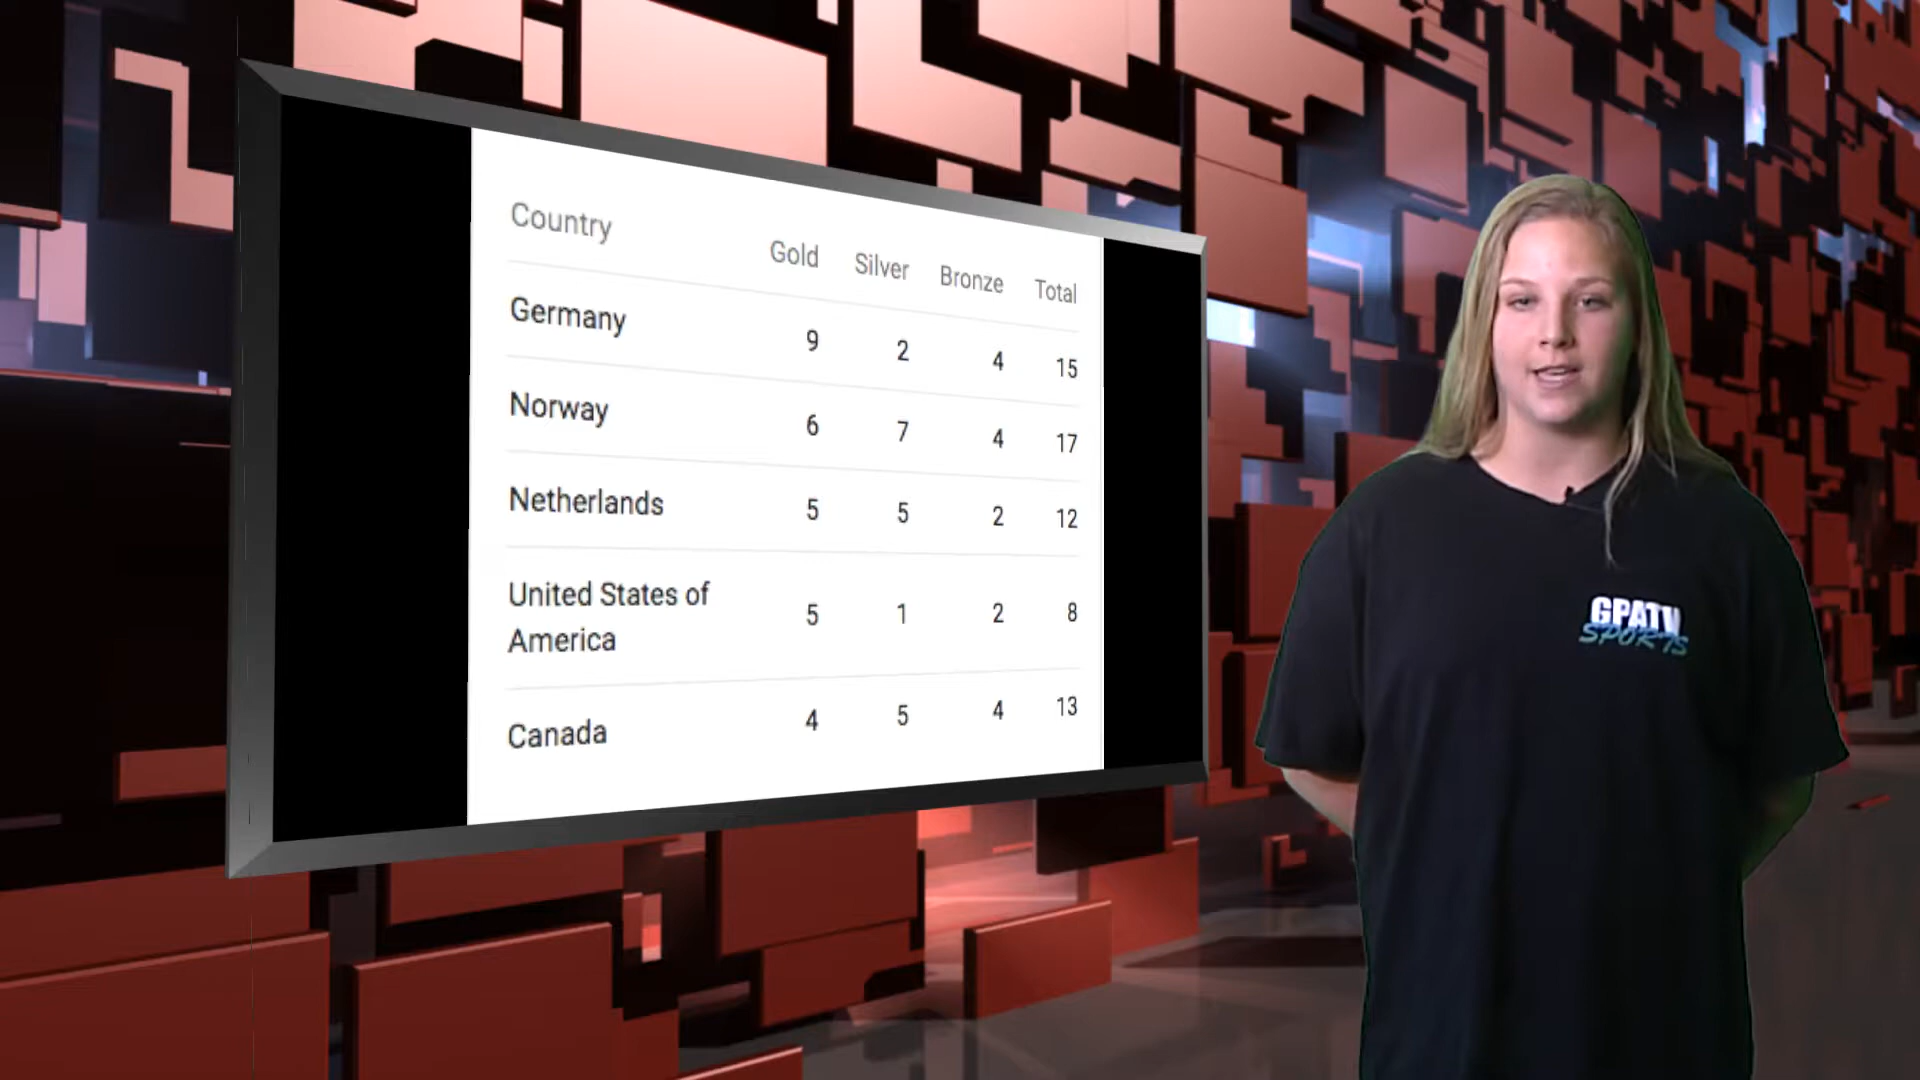 Country Gold Silver Bronze Total
Germany 9 2 4 15
Norway 6 7 4 17
Netherlands 5 5 2 12
United States of
America 5 1 2 8
Canada 4 5 4 13
GPATV
SPORTS